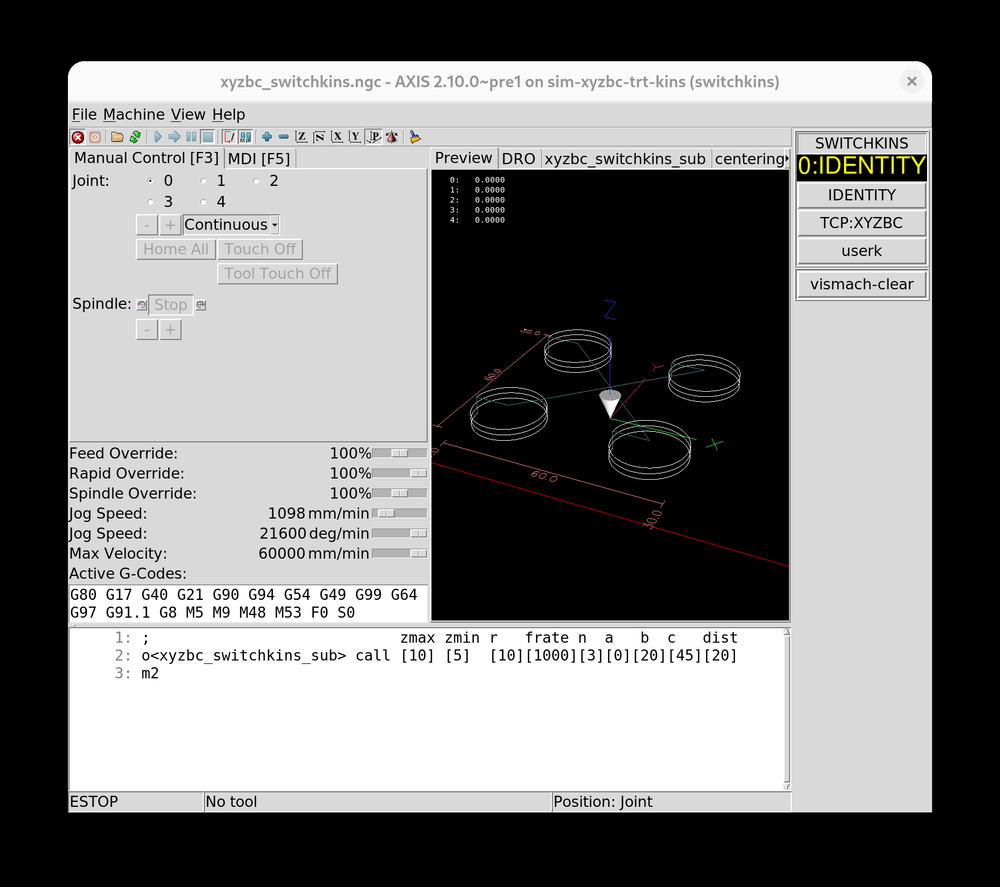 xyzbc_switchkins.ngc - AXIS 2.10.0~pre1 on sim-xyzbc-trt-kins (switchkins)
File Machine View Help
Manual Control [F3] MDI [F5]
Joint: 0 1 2
3 4
- + Continuous
Home All Touch Off
Tool Touch Off
Spindle: Stop
- +
Feed Override: 100%
Rapid Override: 100%
Spindle Override: 100%
Jog Speed: 1098 mm/min
Jog Speed: 21600 deg/min
Max Velocity: 60000 mm/min
Active G-Codes:
G80 G17 G40 G21 G90 G94 G54 G49 G99 G64
G97 G91.1 G8 M5 M9 M48 M53 F0 S0
Preview DRO xyzbc_switchkins_sub centering
0: 0.0000
1: 0.0000
2: 0.0000
3: 0.0000
4: 0.0000
Z
30.0
60.0
Y
X
60.0
30.0
SWITCHKINS
0:IDENTITY
IDENTITY
TCP:XYZBC
userk
vismach-clear
1: ; zmax zmin r frate n a b c dist
2: o<xyzbc_switchkins_sub> call [10] [5] [10][1000][3][0][20][45][20]
3: m2
ESTOP No tool Position: Joint